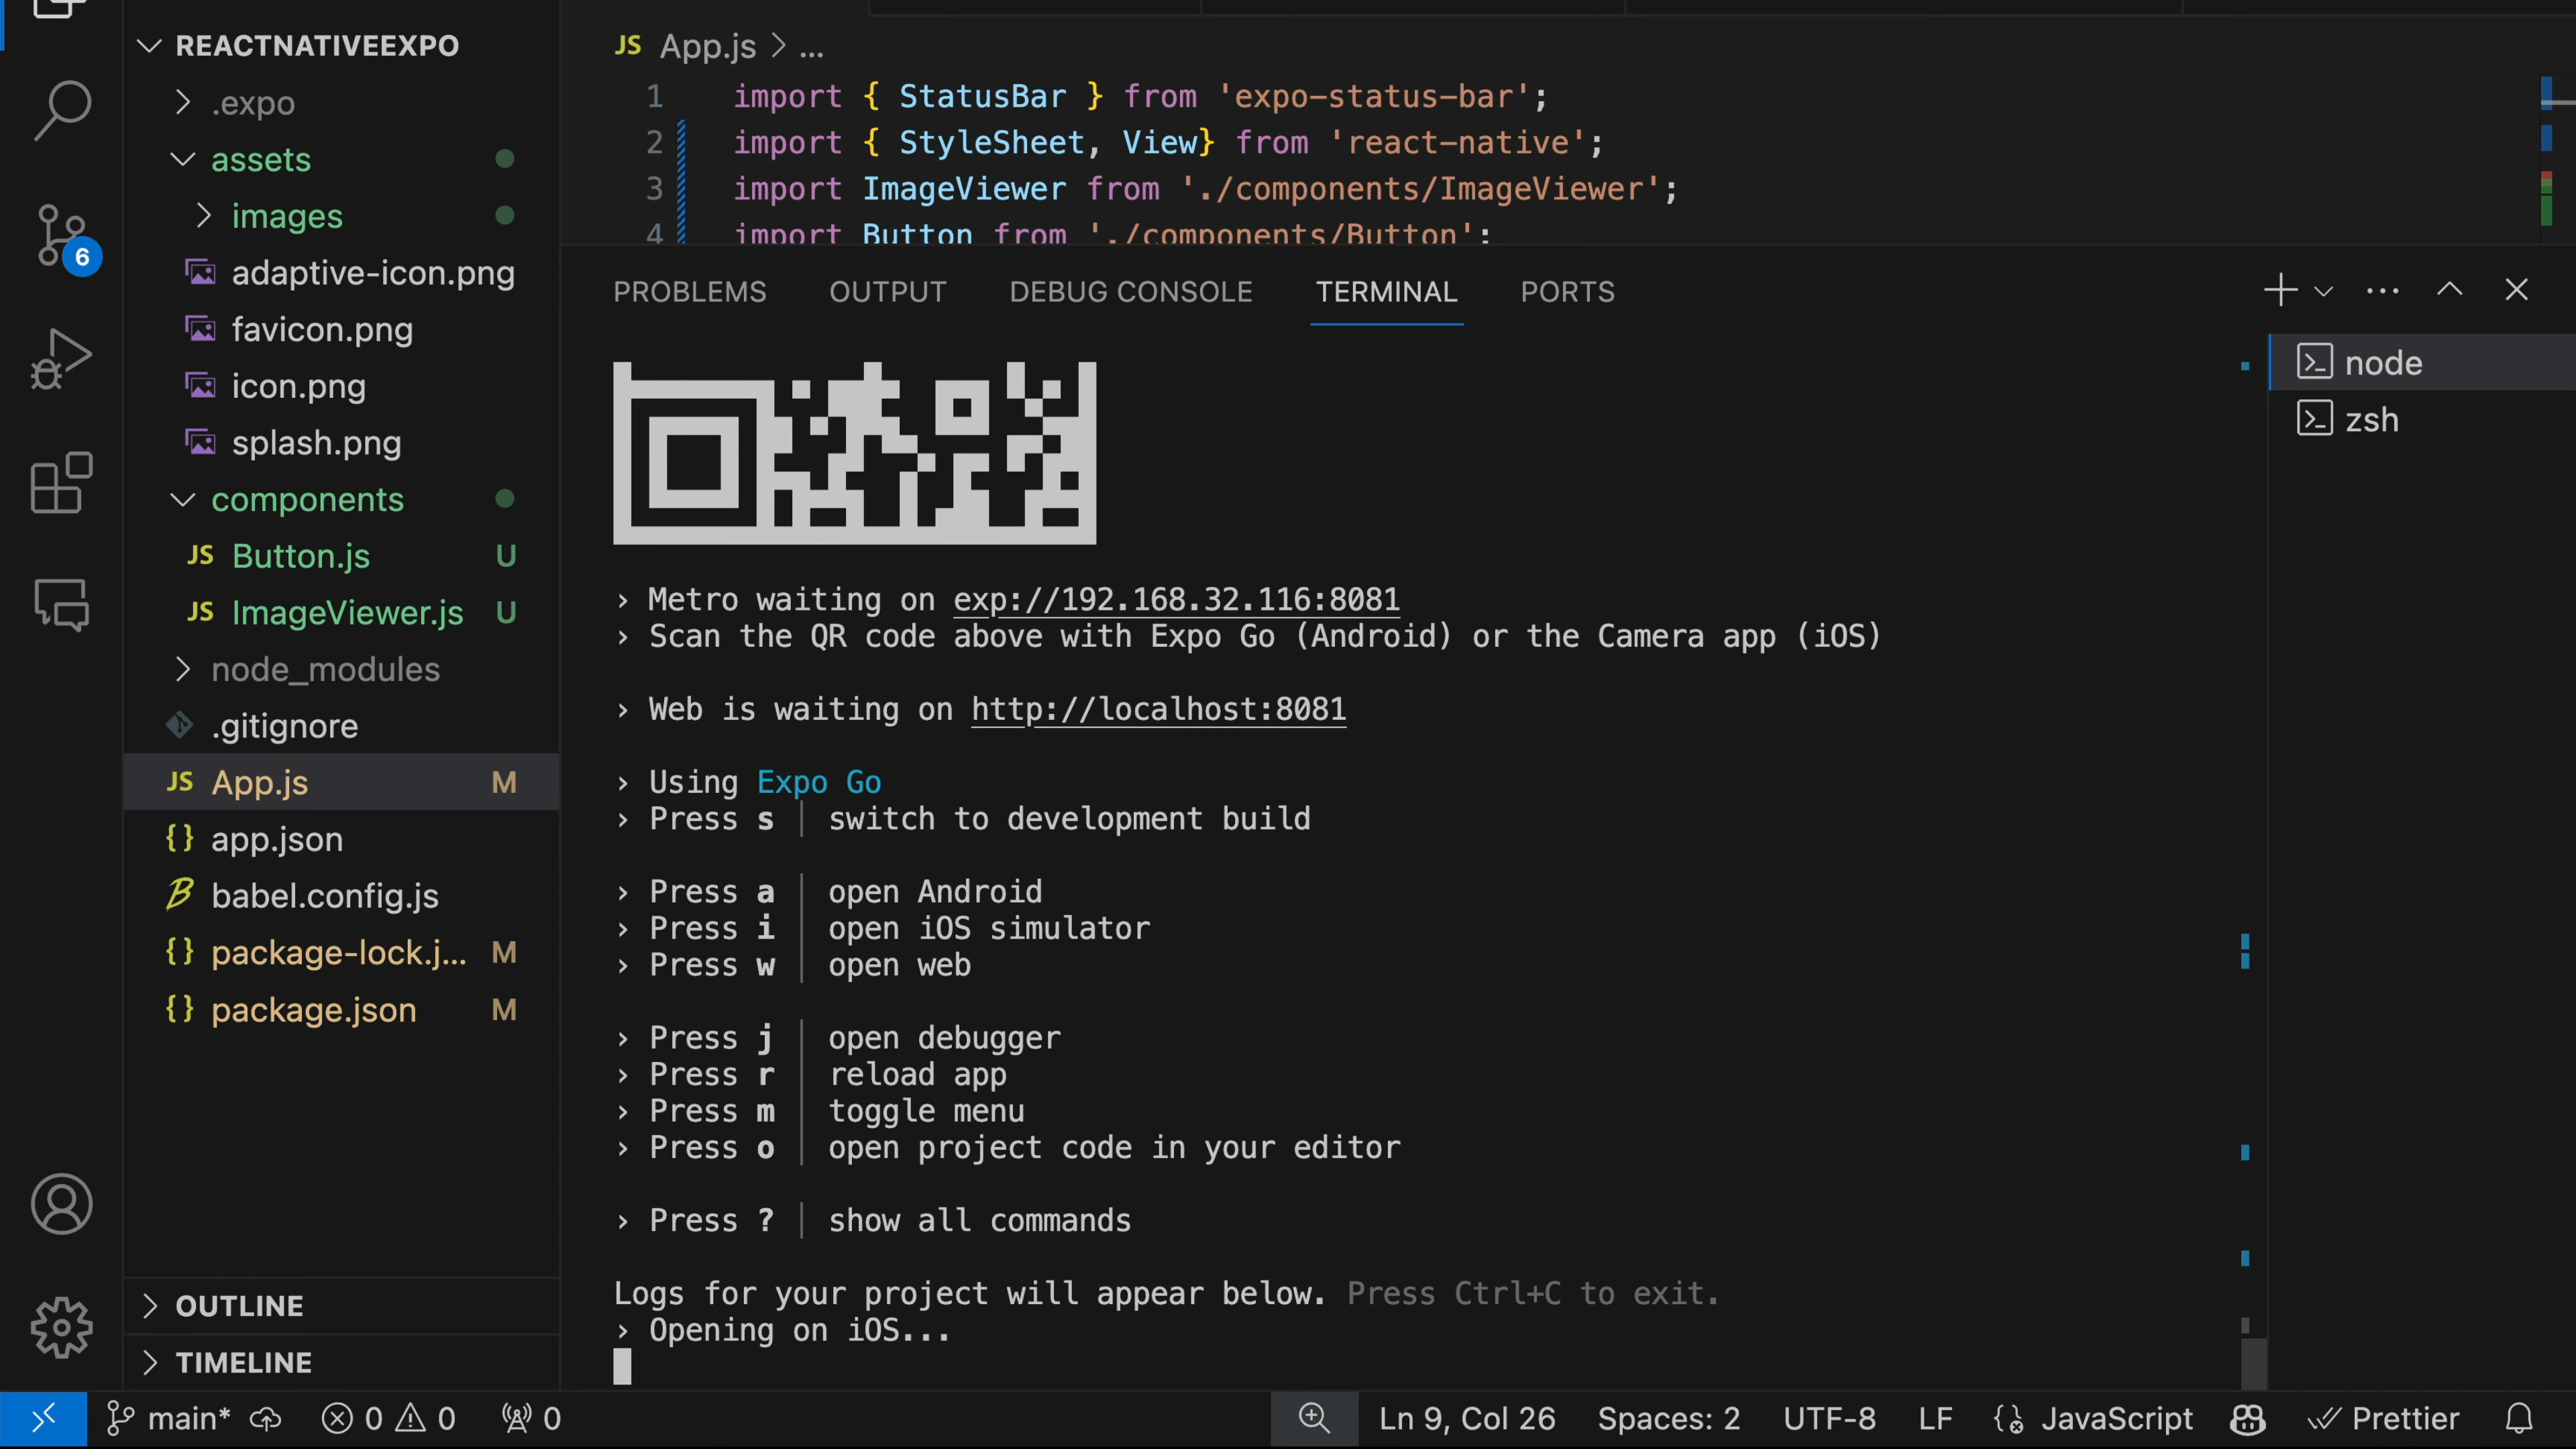 REACTNATIVEEXPO
.expo
assets
images
adaptive-icon.png
favicon.png
icon.png
splash.png
components
JS Button.js U
JS ImageViewer.js U
node_modules
.gitignore
JS App.js M
{} app.json
babel.config.js
{} package-lock.j... M
{} package.json M
OUTLINE
TIMELINE
6
JS App.js > ...
1 import { StatusBar } from 'expo-status-bar';
2 import { StyleSheet, View} from 'react-native';
3 import ImageViewer from './components/ImageViewer';
4 import Button from './components/Button';
PROBLEMS OUTPUT DEBUG CONSOLE TERMINAL PORTS
› Metro waiting on exp://192.168.32.116:8081
› Scan the QR code above with Expo Go (Android) or the Camera app (iOS)
› Web is waiting on http://localhost:8081
› Using Expo Go
› Press s │ switch to development build
› Press a │ open Android
› Press i │ open iOS simulator
› Press w │ open web
› Press j │ open debugger
› Press r │ reload app
› Press m │ toggle menu
› Press o │ open project code in your editor
› Press ? │ show all commands
Logs for your project will appear below. Press Ctrl+C to exit.
› Opening on iOS...
node
zsh
main* 0 0 0 Ln 9, Col 26 Spaces: 2 UTF-8 LF JavaScript Prettier